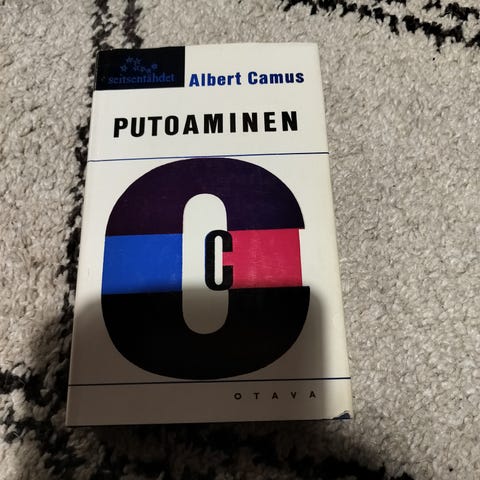 seitsentähdet
Albert Camus
PUTOAMINEN
C
C
OTAVA